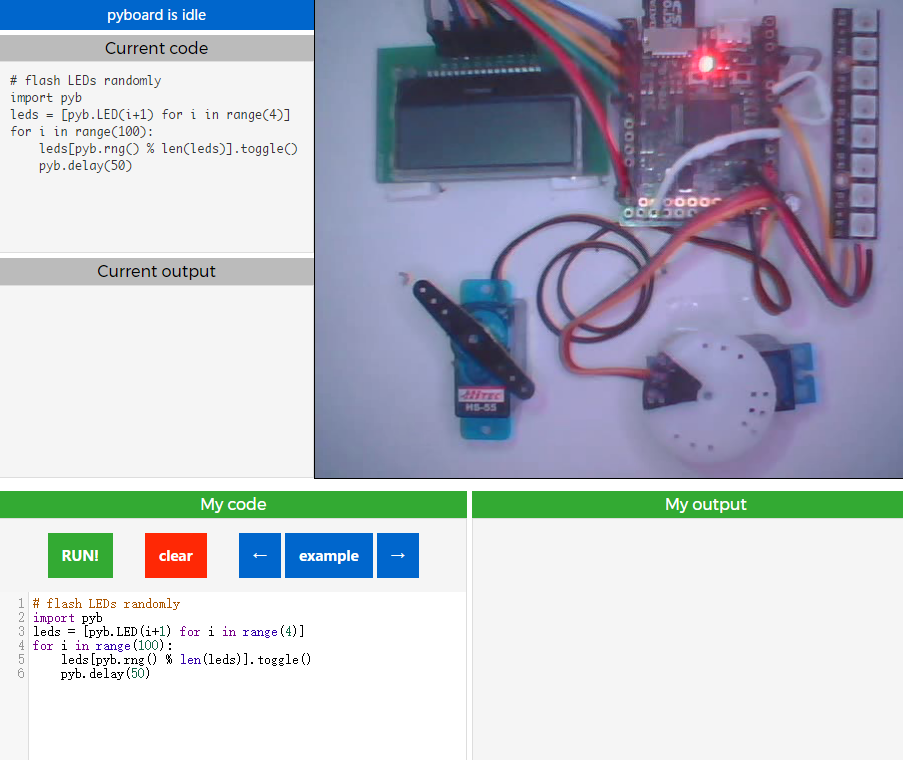 pyboard is idle
Current code
# flash LEDs randomly
import pyb
leds = [pyb.LED(i+1) for i in range(4)]
for i in range(100):
    leds[pyb.rng() % len(leds)].toggle()
    pyb.delay(50)
Current output
HITEC
HS-55
My code
RUN!
clear
←
example
→
1 # flash LEDs randomly
2 import pyb
3 leds = [pyb.LED(i+1) for i in range(4)]
4 for i in range(100):
5     leds[pyb.rng() % len(leds)].toggle()
6     pyb.delay(50)
My output